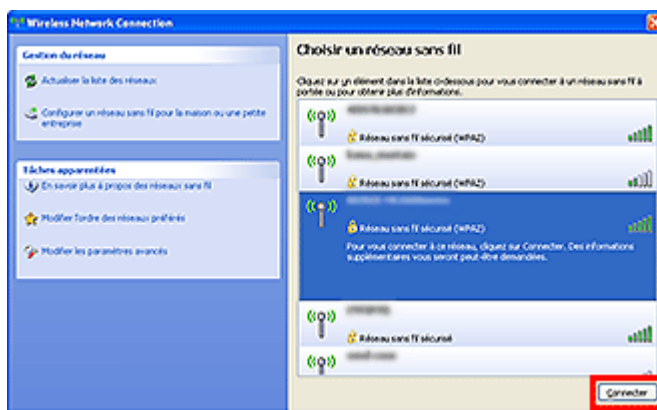 Wireless Network Connection
Gestion du réseau
Actualiser la liste des réseaux
Configurer un réseau sans fil pour la maison ou une petite
entreprise
Tâches apparentées
En savoir plus à propos des réseaux sans fil
Modifier l'ordre des réseaux préférés
Modifier les paramètres avancés
Choisir un réseau sans fil
Cliquez sur un élément dans la liste ci-dessous pour vous connecter à un réseau sans fil à
portée ou pour obtenir plus d'informations.
Réseau sans fil sécurisé (WPA2)
Réseau sans fil sécurisé (WPA2)
Réseau sans fil sécurisé (WPA2)
Pour vous connecter à ce réseau, cliquez sur Connecter. Des informations
supplémentaires vous seront peut-être demandées.
Réseau sans fil sécurisé
Connecter